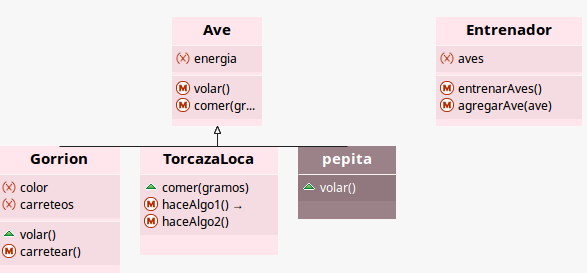 Ave
energia
volar()
comer(gr...
Entrenador
aves
entrenarAves()
agregarAve(ave)
Gorrion
color
carreteos
volar()
carretear()
TorcazaLoca
comer(gramos)
haceAlgo1() →
haceAlgo2()
pepita
volar()